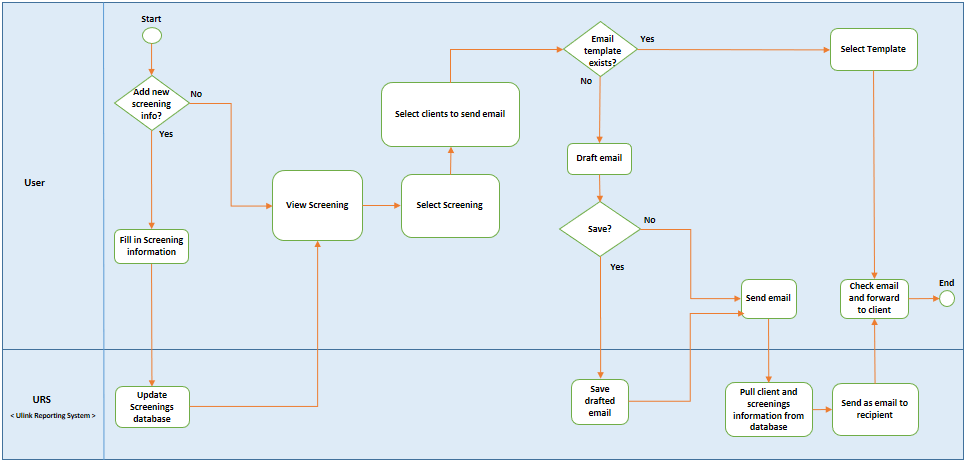 Start
Add new
screening
info?
No
Yes
Fill in Screening
information
View Screening
Select Screening
Select clients to send email
Email
template
exists?
Yes
No
Select Template
Draft email
Save?
No
Yes
Send email
Check email
and forward
to client
End
User
URS
< Ulink Reporting System >
Update
Screenings
database
Save
drafted
email
Pull client and
screenings
information from
database
Send as email to
recipient